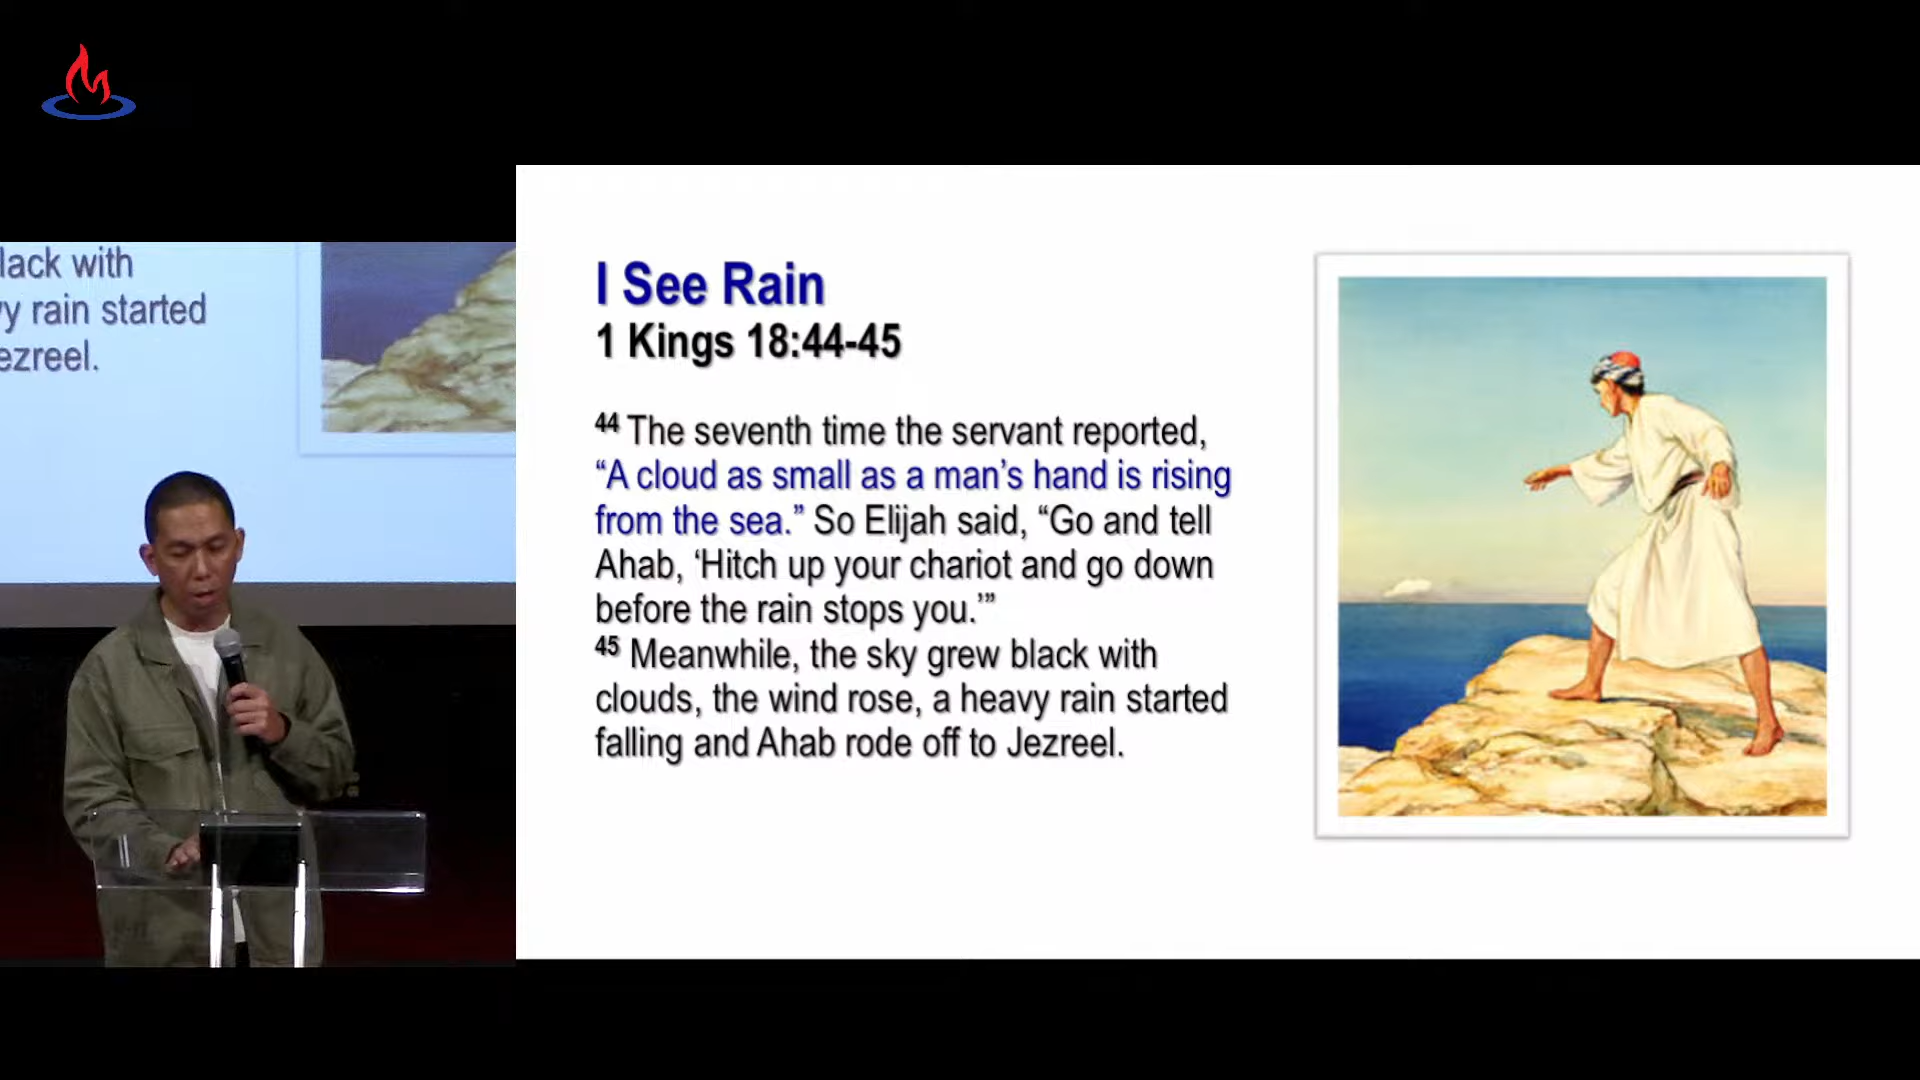 lack with
y rain started
ezreel.
I See Rain
1 Kings 18:44-45
44 The seventh time the servant reported,
“A cloud as small as a man’s hand is rising
from the sea.” So Elijah said, “Go and tell
Ahab, ‘Hitch up your chariot and go down
before the rain stops you.’”
45 Meanwhile, the sky grew black with
clouds, the wind rose, a heavy rain started
falling and Ahab rode off to Jezreel.